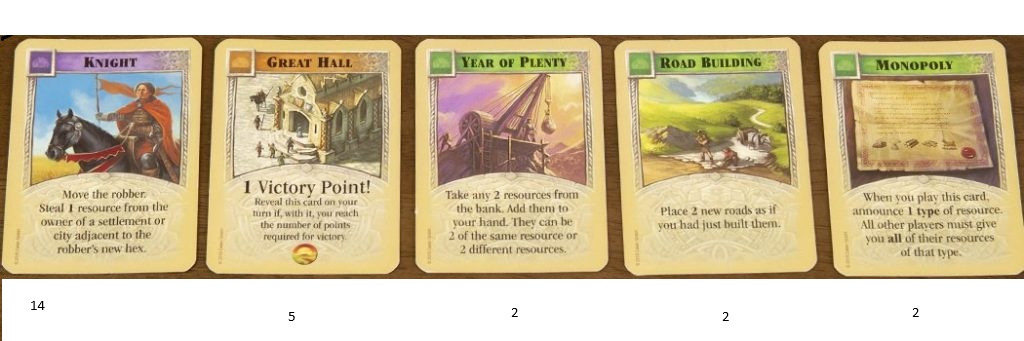 KNIGHT
Move the robber.
Steal 1 resource from the
owner of a settlement or
city adjacent to the
robber's new hex.
GREAT HALL
1 Victory Point!
Reveal this card on your
turn if, with it, you reach
the number of points
required for victory.
YEAR OF PLENTY
Take any 2 resources from
the bank. Add them to
your hand. They can be
2 of the same resource or
2 different resources.
ROAD BUILDING
Place 2 new roads as if
you had just built them.
MONOPOLY
When you play this card,
announce 1 type of resource.
All other players must give
you all of their resources
of that type.
14
5
2
2
2